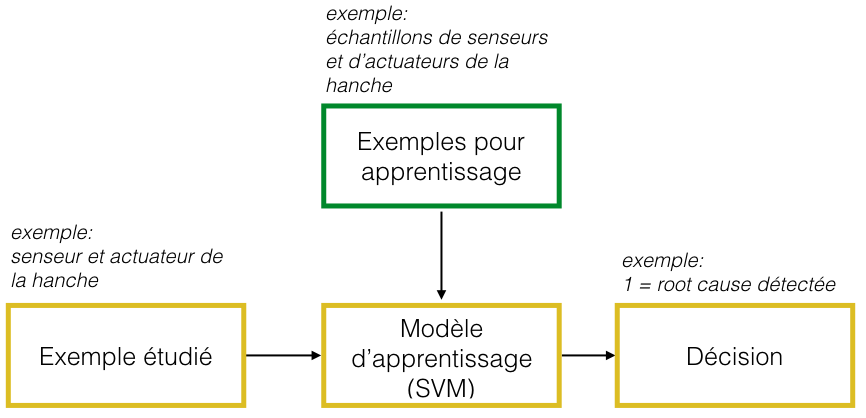 exemple:
échantillons de senseurs
et d’actuateurs de la
hanche
Exemples pour
apprentissage
exemple:
senseur et actuateur de
la hanche
exemple:
1 = root cause détectée
Exemple étudié
Modèle
d’apprentissage
(SVM)
Décision